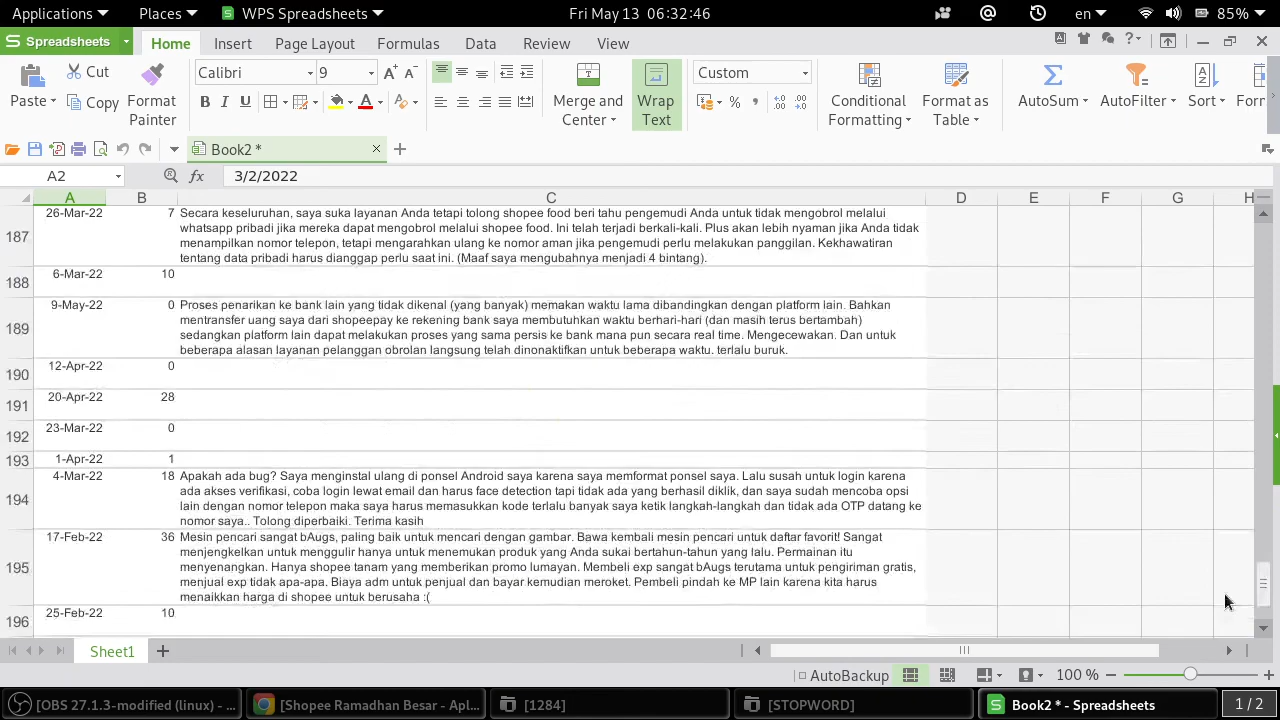 Applications Places WPS Spreadsheets Fri May 13 06:32:46 en 85%
Spreadsheets Home Insert Page Layout Formulas Data Review View
Paste Cut Copy Format Painter Calibri 9 Merge and Center Wrap Text Custom Conditional Formatting Format as Table AutoSum AutoFilter Sort Form
Book2 *
A2 fx 3/2/2022
A B C D E F G H
187 26-Mar-22 7 Secara keseluruhan, saya suka layanan Anda tetapi tolong shopee food beri tahu pengemudi Anda untuk tidak mengobrol melalui
whatsapp pribadi jika mereka dapat mengobrol melalui shopee food. Ini telah terjadi berkali-kali. Plus akan lebih nyaman jika Anda tidak
menampilkan nomor telepon, tetapi mengarahkan ulang ke nomor aman jika pengemudi perlu melakukan panggilan. Kekhawatiran
tentang data pribadi harus dianggap perlu saat ini. (Maaf saya mengubahnya menjadi 4 bintang).
188 6-Mar-22 10
189 9-May-22 0 Proses penarikan ke bank lain yang tidak dikenal (yang banyak) memakan waktu lama dibandingkan dengan platform lain. Bahkan
mentransfer uang saya dari shopeepay ke rekening bank saya membutuhkan waktu berhari-hari (dan masih terus bertambah)
sedangkan platform lain dapat melakukan proses yang sama persis ke bank mana pun secara real time. Mengecewakan. Dan untuk
beberapa alasan layanan pelanggan obrolan langsung telah dinonaktifkan untuk beberapa waktu. terlalu buruk.
190 12-Apr-22 0
191 20-Apr-22 28
192 23-Mar-22 0
193 1-Apr-22 1
194 4-Mar-22 18 Apakah ada bug? Saya menginstal ulang di ponsel Android saya karena saya memformat ponsel saya. Lalu susah untuk login karena
ada akses verifikasi, coba login lewat email dan harus face detection tapi tidak ada yang berhasil diklik, dan saya sudah mencoba opsi
lain dengan nomor telepon maka saya harus memasukkan kode terlalu banyak saya ketik langkah-langkah dan tidak ada OTP datang ke
nomor saya.. Tolong diperbaiki. Terima kasih
195 17-Feb-22 36 Mesin pencari sangat bAugs, paling baik untuk mencari dengan gambar. Bawa kembali mesin pencari untuk daftar favorit! Sangat
menjengkelkan untuk menggulir hanya untuk menemukan produk yang Anda sukai bertahun-tahun yang lalu. Permainan itu
menyenangkan. Hanya shopee tanam yang memberikan promo lumayan. Membeli exp sangat bAugs terutama untuk pengiriman gratis,
menjual exp tidak apa-apa. Biaya adm untuk penjual dan bayar kemudian meroket. Pembeli pindah ke MP lain karena kita harus
menaikkan harga di shopee untuk berusaha :(
196 25-Feb-22 10
Sheet1
AutoBackup 100 %
[OBS 27.1.3-modified (linux) - ... [Shopee Ramadhan Besar - Apl... [1284] [STOPWORD] Book2 * - Spreadsheets 1 / 2